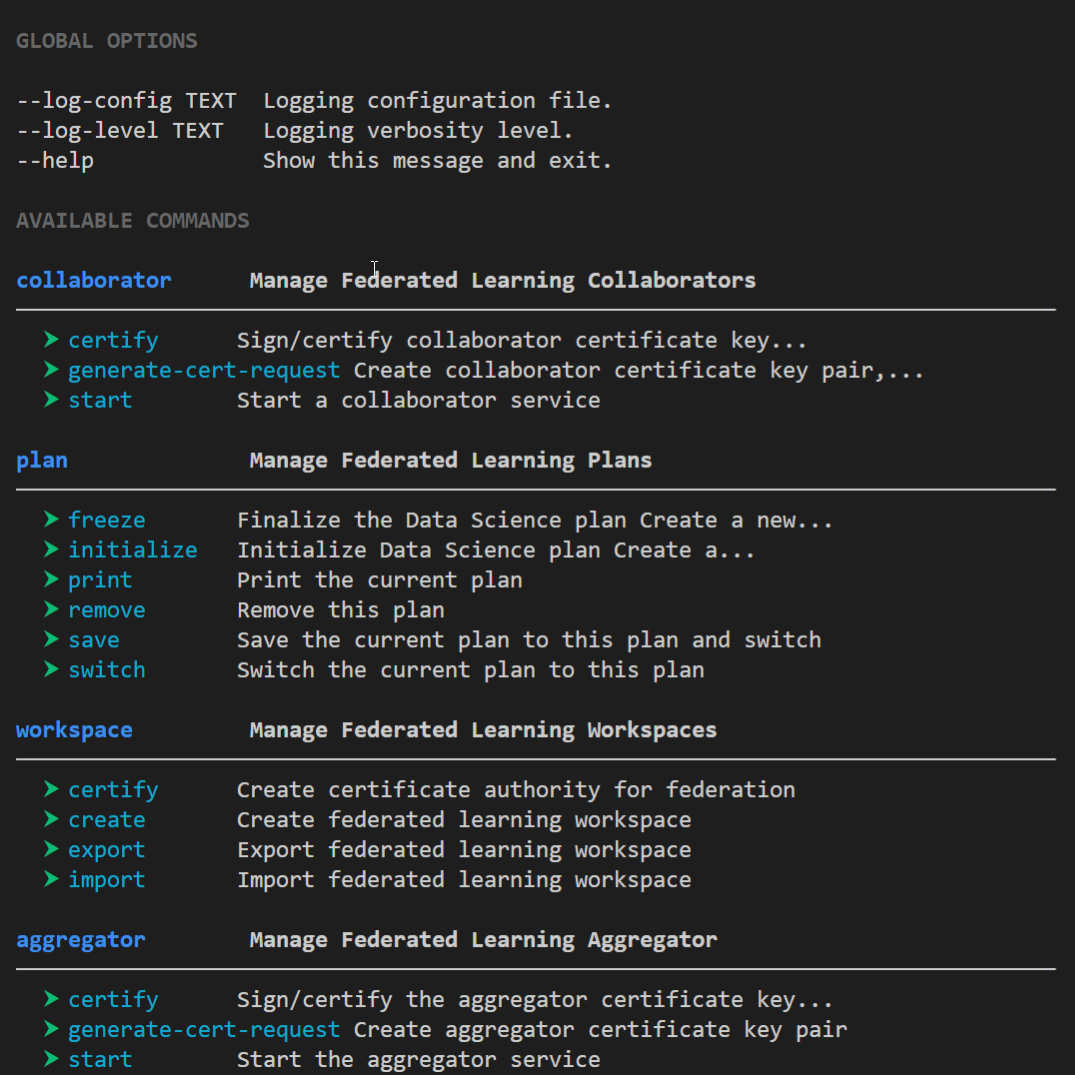 GLOBAL OPTIONS
--log-config TEXT  Logging configuration file.
--log-level TEXT   Logging verbosity level.
--help             Show this message and exit.
AVAILABLE COMMANDS
collaborator      Manage Federated Learning Collaborators
➤ certify      Sign/certify collaborator certificate key...
➤ generate-cert-request Create collaborator certificate key pair,...
➤ start        Start a collaborator service
plan              Manage Federated Learning Plans
➤ freeze       Finalize the Data Science plan Create a new...
➤ initialize   Initialize Data Science plan Create a...
➤ print        Print the current plan
➤ remove       Remove this plan
➤ save         Save the current plan to this plan and switch
➤ switch       Switch the current plan to this plan
workspace         Manage Federated Learning Workspaces
➤ certify      Create certificate authority for federation
➤ create       Create federated learning workspace
➤ export       Export federated learning workspace
➤ import       Import federated learning workspace
aggregator        Manage Federated Learning Aggregator
➤ certify      Sign/certify the aggregator certificate key...
➤ generate-cert-request Create aggregator certificate key pair
➤ start        Start the aggregator service